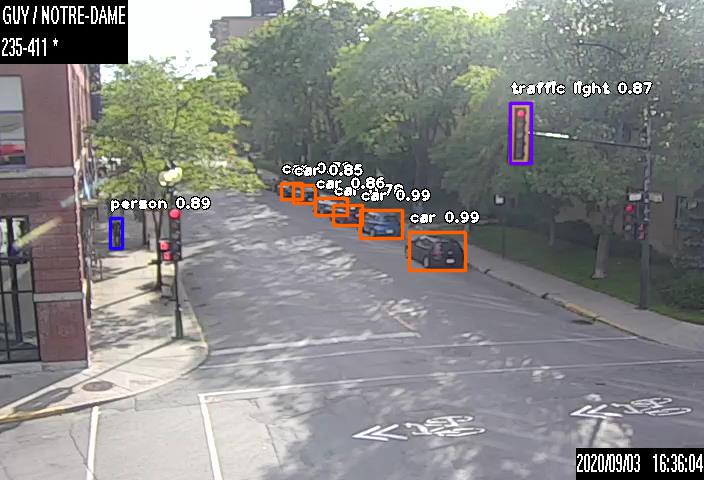 GUY / NOTRE-DAME
235-411 *
traffic light 0.87
car 0.85
car 0.86
car 0.99
person 0.89
car 0.99
2020/09/03 16:36:04